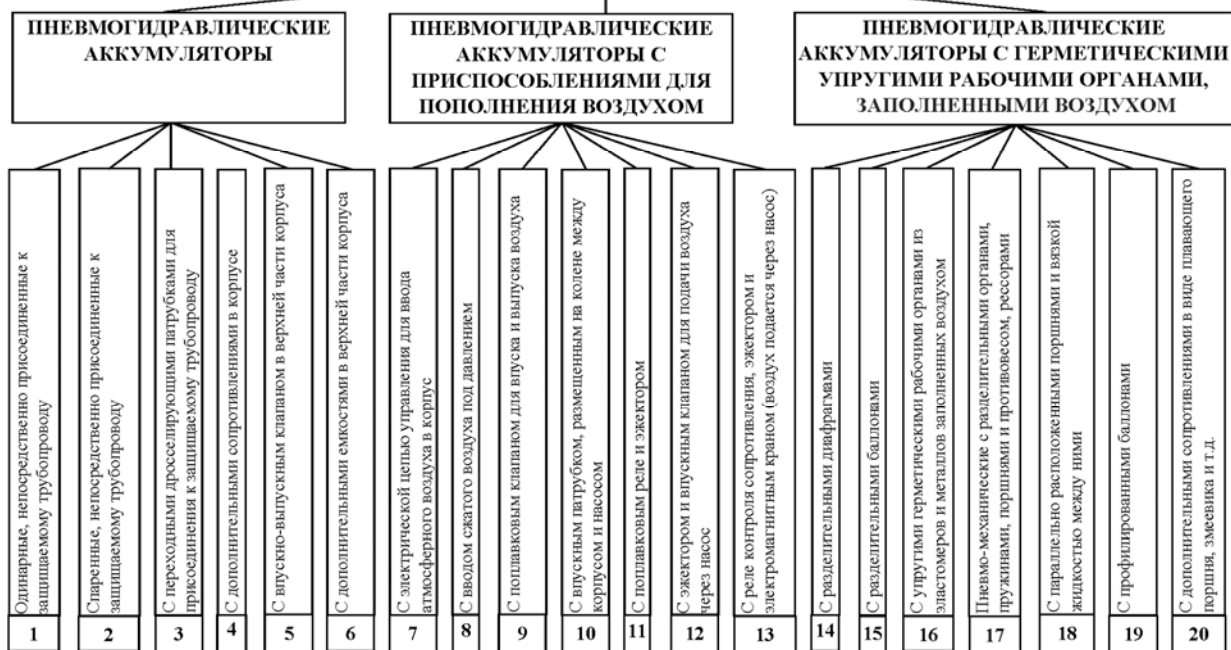 ПНЕВМОГИДРАВЛИЧЕСКИЕ
АККУМУЛЯТОРЫ
ПНЕВМОГИДРАВЛИЧЕСКИЕ
АККУМУЛЯТОРЫ С
ПРИСПОСОБЛЕНИЯМИ ДЛЯ
ПОПОЛНЕНИЯ ВОЗДУХОМ
ПНЕВМОГИДРАВЛИЧЕСКИЕ
АККУМУЛЯТОРЫ С ГЕРМЕТИЧЕСКИМИ
УПРУГИМИ РАБОЧИМИ ОРГАНАМИ,
ЗАПОЛНЕННЫМИ ВОЗДУХОМ
Одинарные, непосредственно присоединенные к
защищаемому трубопроводу
1
Спаренные, непосредственно присоединенные к
защищаемому трубопроводу
2
С переходными дросселирующими патрубками для
присоединения к защищаемому трубопроводу
3
С дополнительными сопротивлениями в корпусе
4
С впускно-выпускным клапаном в верхней части корпуса
5
С дополнительными емкостями в верхней части корпуса
6
С электрической цепью управления для ввода
атмосферного воздуха в корпус
7
С вводом сжатого воздуха под давлением
8
С поплавковым клапаном для впуска и выпуска воздуха
9
С впускным патрубком, размещенным на колене между
корпусом и насосом
10
С поплавковым реле и эжектором
11
С эжектором и впускным клапаном для подачи воздуха
через насос
12
С реле контроля сопротивления, эжектором и
электромагнитным краном (воздух подается через насос)
13
С разделительными диафрагмами
14
С разделительными баллонами
15
С упругими герметическими рабочими органами из
эластомеров и металлов заполненных воздухом
16
Пневмо-механические с разделительными органами,
пружинами, поршнями и противовесом, рессорами
17
С параллельно расположенными поршнями и вязкой
жидкостью между ними
18
С профилированными баллонами
19
С дополнительными сопротивлениями в виде плавающего
поршня, змеевика и т.д.
20